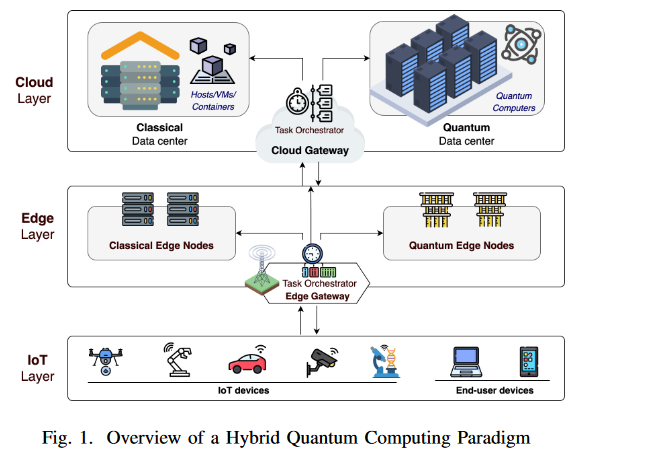 Cloud
Layer
Hosts/VMs/
Containers
Classical
Data center
Task Orchestrator
Cloud Gateway
Quantum
Computers
Quantum
Data center
Edge
Layer
Classical Edge Nodes
Quantum Edge Nodes
Task Orchestrator
Edge Gateway
IoT
Layer
IoT devices
End-user devices
Fig. 1. Overview of a Hybrid Quantum Computing Paradigm